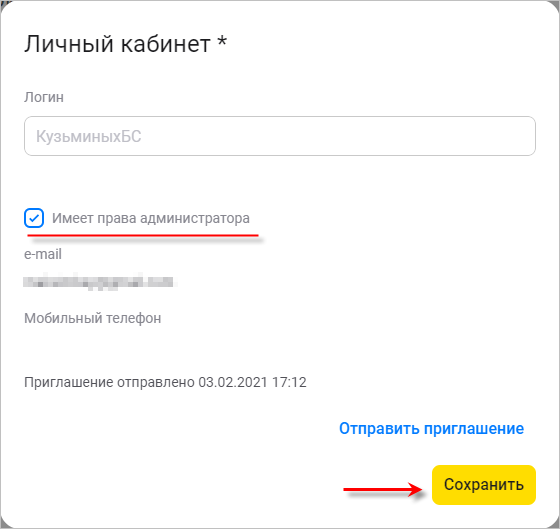 Личный кабинет *
Логин
КузьминыхБС
Имеет права администратора
e-mail
Мобильный телефон
Приглашение отправлено 03.02.2021 17:12
Отправить приглашение
Сохранить